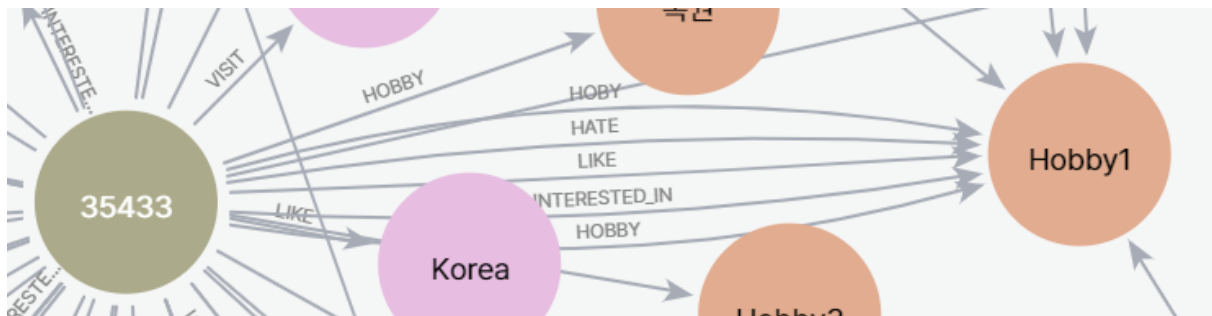 INTERESTE...
VISIT
HOBBY
HOBY
HATE
LIKE
Hobby1
35433
LIKE
INTERESTED_IN
HOBBY
Korea